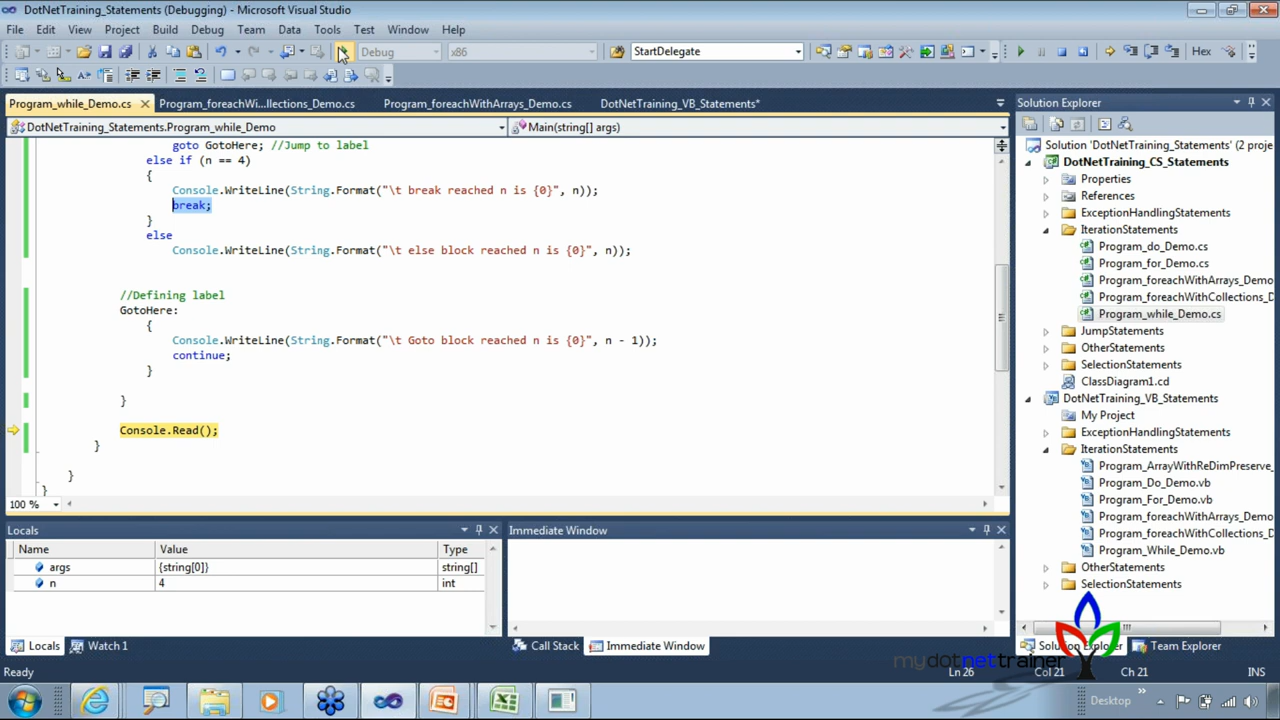 DotNetTraining_Statements (Debugging) - Microsoft Visual Studio
File Edit View Project Build Debug Team Data Tools Test Window Help
Debug x86 StartDelegate Hex
Program_while_Demo.cs Program_foreachWi...llections_Demo.cs Program_foreachWithArrays_Demo.cs DotNetTraining_VB_Statements*
DotNetTraining_Statements.Program_while_Demo Main(string[] args)
goto GotoHere; //Jump to label
else if (n == 4)
{
Console.WriteLine(String.Format("\t break reached n is {0}", n));
break;
}
else
Console.WriteLine(String.Format("\t else block reached n is {0}", n));
//Defining label
GotoHere:
{
Console.WriteLine(String.Format("\t Goto block reached n is {0}", n - 1));
continue;
}
}
Console.Read();
}
}
}
100 %
Solution Explorer
Solution 'DotNetTraining_Statements' (2 proje
DotNetTraining_CS_Statements
Properties
References
ExceptionHandlingStatements
IterationStatements
Program_do_Demo.cs
Program_for_Demo.cs
Program_foreachWithArrays_Demo
Program_foreachWithCollections_D
Program_while_Demo.cs
JumpStatements
OtherStatements
SelectionStatements
ClassDiagram1.cd
DotNetTraining_VB_Statements
My Project
ExceptionHandlingStatements
IterationStatements
Program_ArrayWithReDimPreserve_
Program_Do_Demo.vb
Program_For_Demo.vb
Program_foreachWithArrays_Demo
Program_foreachWithCollections_D
Program_While_Demo.vb
OtherStatements
SelectionStatements
Solution Explorer Team Explorer
Locals
Name Value Type
args {string[0]} string[]
n 4 int
Locals Watch 1
Immediate Window
Call Stack Immediate Window
mydotnettrainer
Ready Ln 26 Col 21 Ch 21 INS
Desktop